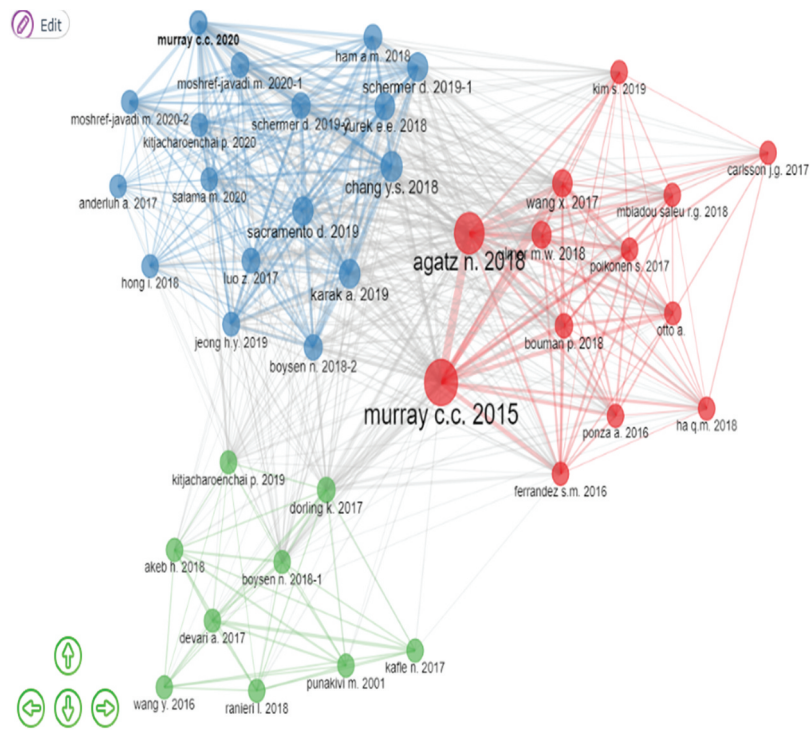 Edit
murray c.c. 2020
ham a.m. 2018
moshref-javadi m. 2020-1
schermer d. 2019-1
kim s. 2019
moshref-javadi m. 2020-2
schermer d. 2019-2
yurek e.e. 2018
kitjacharoenchai p. 2020
carlsson j.g. 2017
anderluh a. 2017
salama m. 2020
chang y.s. 2018
wang x. 2017
mbiadou saleu r.g. 2018
sacramento d. 2019
agatz n. 2018
m.w. 2018
poikonen s. 2017
hong i. 2018
luo z. 2017
karak a. 2019
otto a.
jeong h.y. 2019
bouman p. 2018
boysen n. 2018-2
murray c.c. 2015
ponza a. 2016
ha q.m. 2018
kitjacharoenchai p. 2019
ferrandez s.m. 2016
dorling k. 2017
akeb h. 2018
boysen n. 2018-1
devari a. 2017
kafle n. 2017
punakivi m. 2001
wang y. 2016
ranieri l. 2018